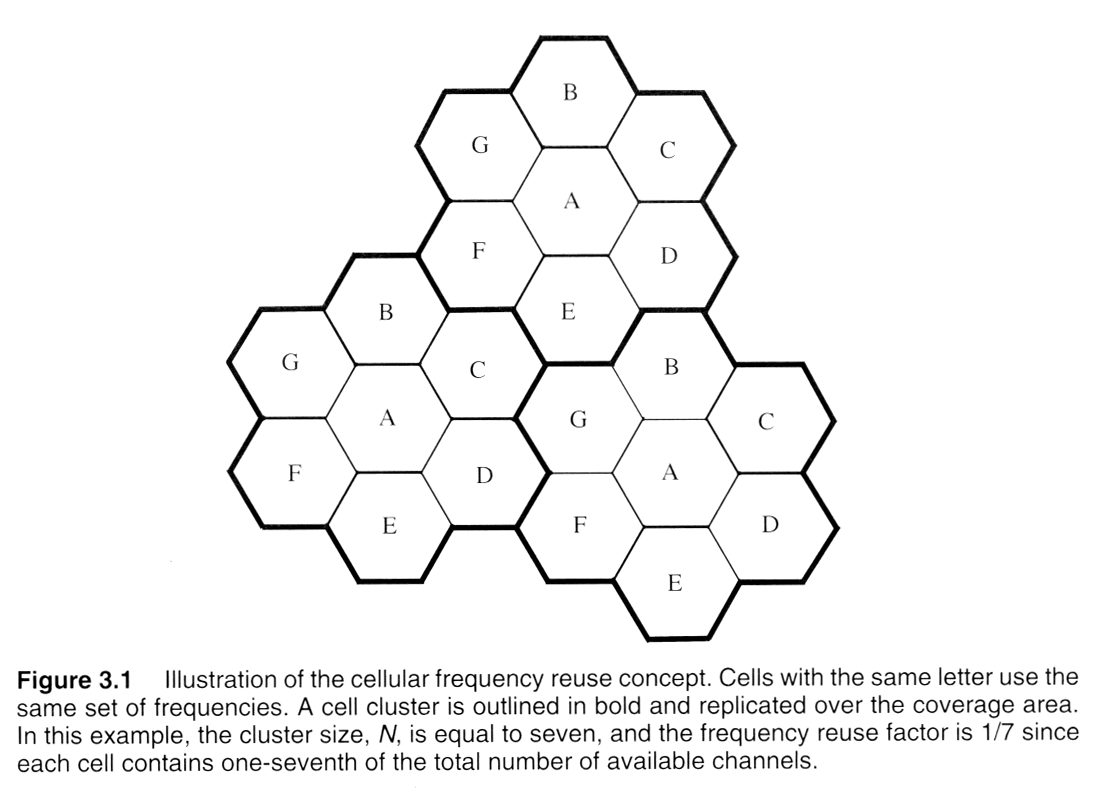 B
G
C
A
F
D
E
B
G
C
A
F
D
E
B
G
C
A
F
D
E
Figure 3.1 Illustration of the cellular frequency reuse concept. Cells with the same letter use the
same set of frequencies. A cell cluster is outlined in bold and replicated over the coverage area.
In this example, the cluster size, N, is equal to seven, and the frequency reuse factor is 1/7 since
each cell contains one-seventh of the total number of available channels.